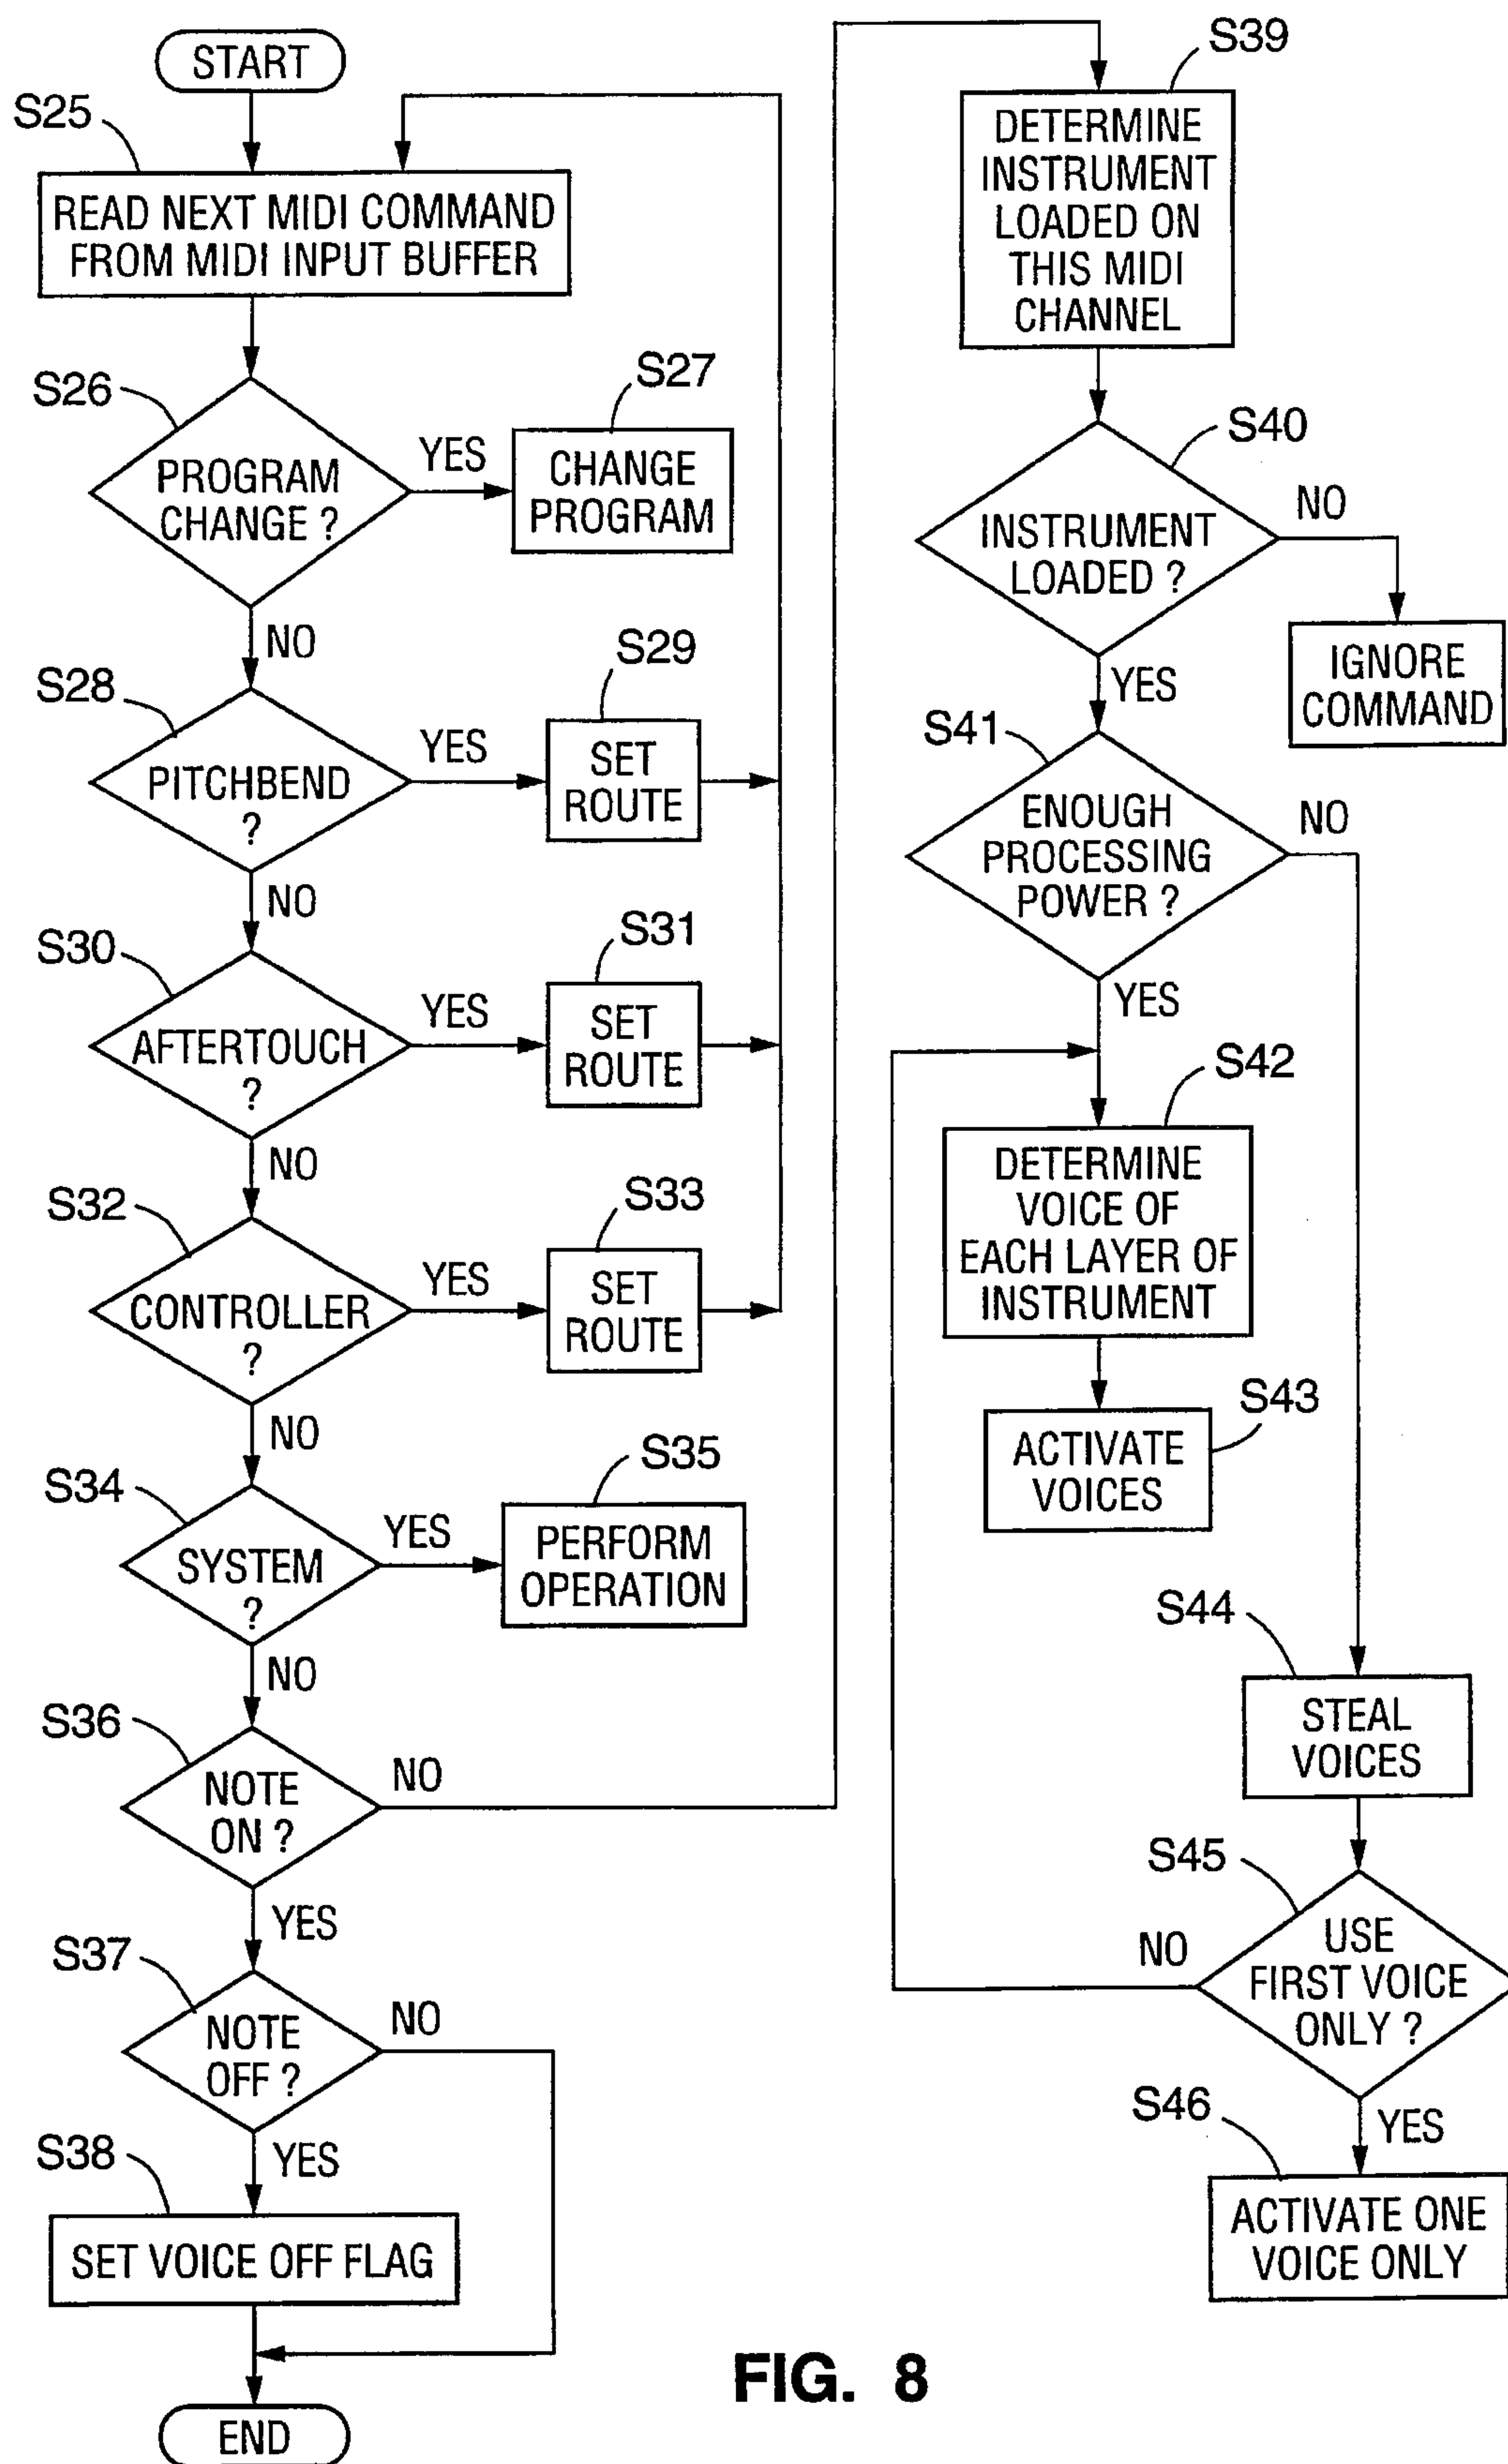 START
S25
READ NEXT MIDI COMMAND
FROM MIDI INPUT BUFFER
S26
PROGRAM
CHANGE ?
YES
S27
CHANGE
PROGRAM
NO
S28
PITCHBEND
?
YES
S29
SET
ROUTE
NO
S30
AFTERTOUCH
?
YES
S31
SET
ROUTE
NO
S32
CONTROLLER
?
YES
S33
SET
ROUTE
NO
S34
SYSTEM
?
YES
S35
PERFORM
OPERATION
NO
S36
NOTE
ON ?
NO
YES
S37
NOTE
OFF ?
NO
YES
S38
SET VOICE OFF FLAG
END
S39
DETERMINE
INSTRUMENT
LOADED ON
THIS MIDI
CHANNEL
S40
INSTRUMENT
LOADED ?
NO
IGNORE
COMMAND
YES
S41
ENOUGH
PROCESSING
POWER ?
NO
YES
S42
DETERMINE
VOICE OF
EACH LAYER OF
INSTRUMENT
S43
ACTIVATE
VOICES
S44
STEAL
VOICES
S45
USE
FIRST VOICE
ONLY ?
NO
YES
S46
ACTIVATE ONE
VOICE ONLY
FIG. 8